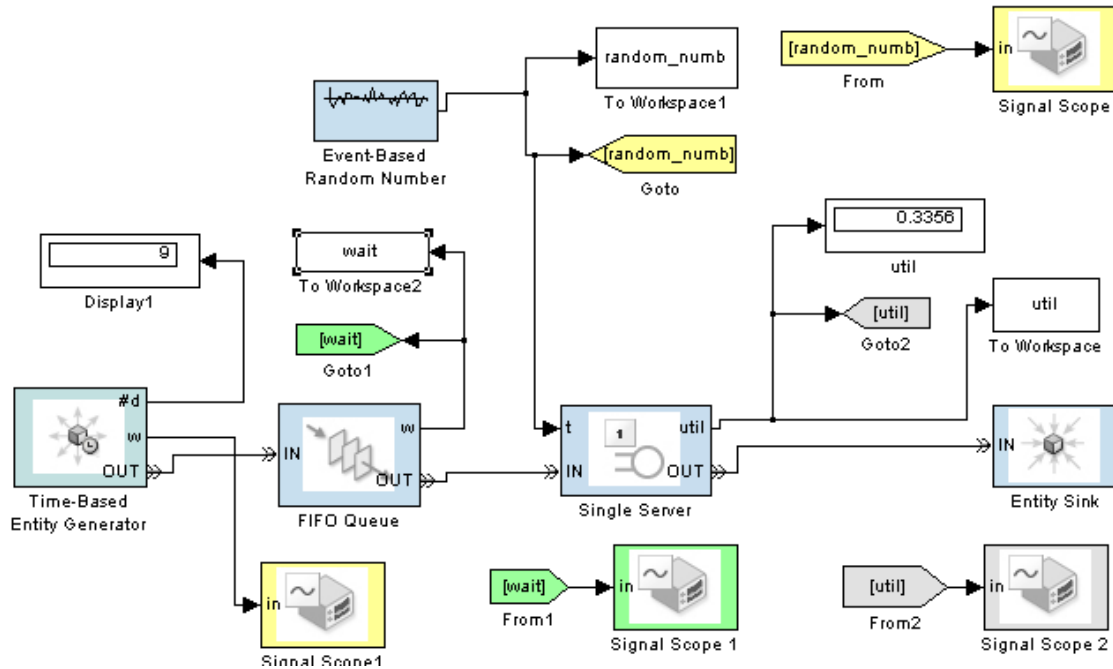 random_numb
To Workspace1
[random_numb]
From
in
Signal Scope
Event-Based
Random Number
[random_numb]
Goto
9
Display1
wait
To Workspace2
0.3356
util
[wait]
Goto1
[util]
Goto2
util
To Workspace
#d
w
OUT
Time-Based
Entity Generator
IN
w
OUT
FIFO Queue
t
IN
1
util
OUT
Single Server
IN
Entity Sink
in
Signal Scope1
[wait]
From1
in
Signal Scope 1
[util]
From2
in
Signal Scope 2